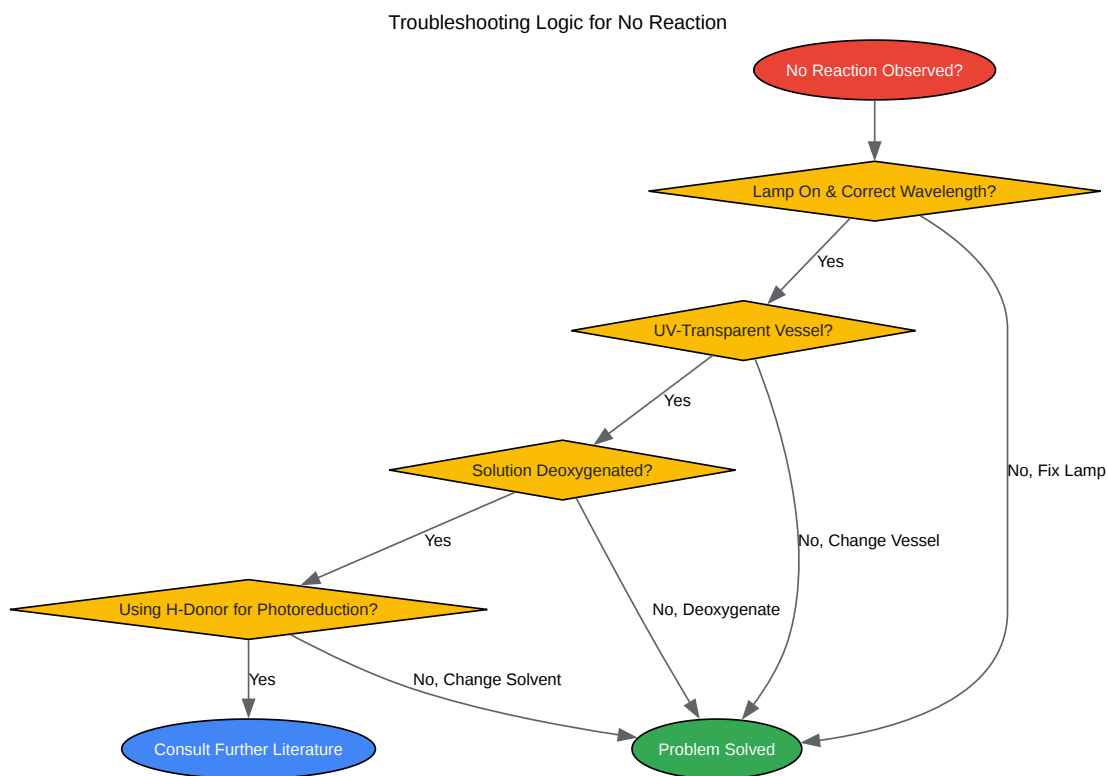 Troubleshooting Logic for No Reaction
No Reaction Observed?
Lamp On & Correct Wavelength?
Yes
UV-Transparent Vessel?
Yes
Solution Deoxygenated?
No, Fix Lamp
Yes
No, Change Vessel
Using H-Donor for Photoreduction?
No, Deoxygenate
Yes
No, Change Solvent
Consult Further Literature
Problem Solved